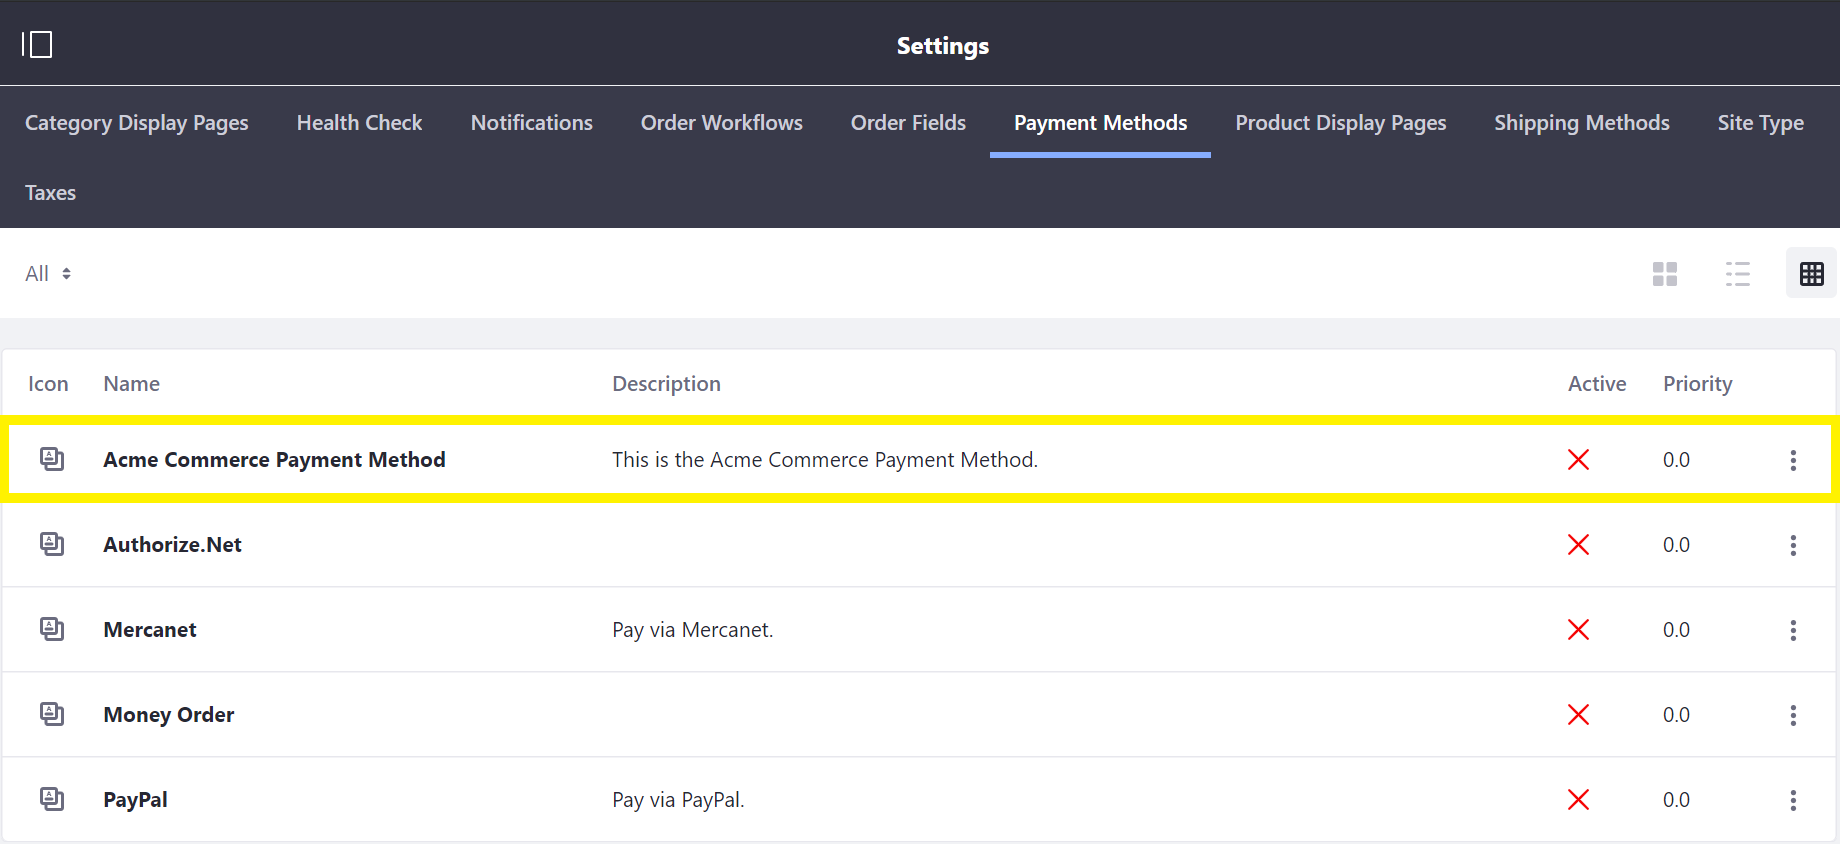 Settings
Category Display Pages Health Check Notifications Order Workflows Order Fields Payment Methods Product Display Pages Shipping Methods Site Type
Taxes
All
Icon Name Description Active Priority
Acme Commerce Payment Method This is the Acme Commerce Payment Method. 0.0
Authorize.Net 0.0
Mercanet Pay via Mercanet. 0.0
Money Order 0.0
PayPal Pay via PayPal. 0.0